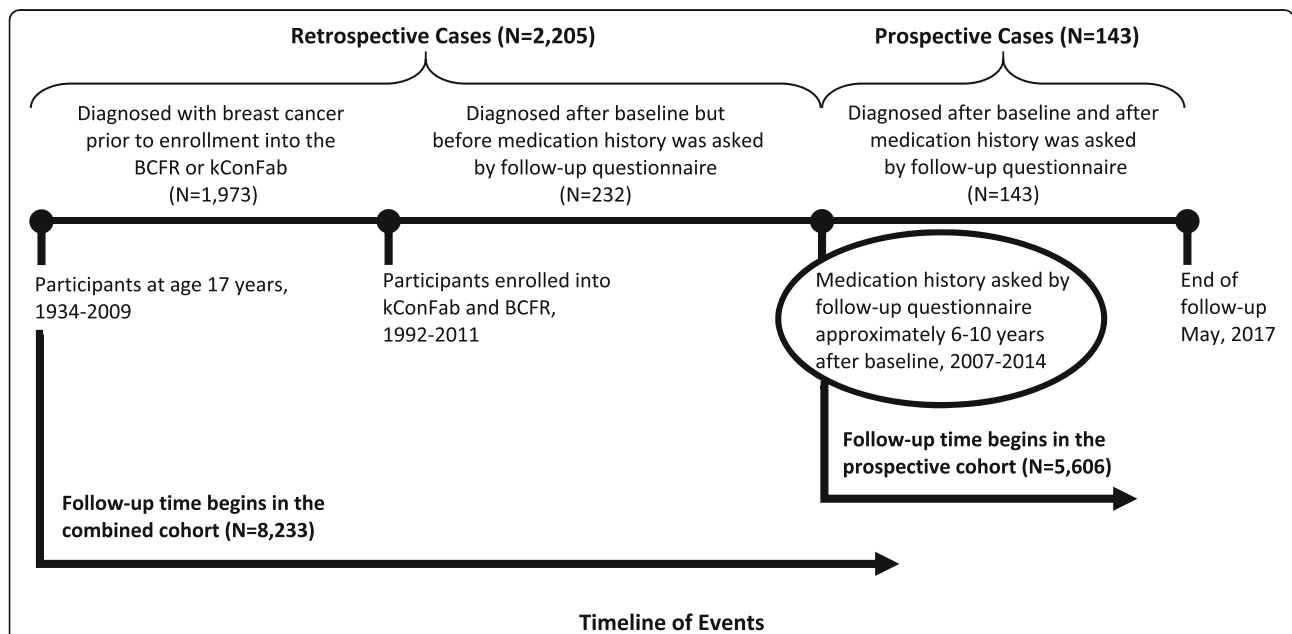 Retrospective Cases (N=2,205)
Prospective Cases (N=143)
Diagnosed with breast cancer
prior to enrollment into the
BCFR or kConFab
(N=1,973)
Diagnosed after baseline but
before medication history was asked
by follow-up questionnaire
(N=232)
Diagnosed after baseline and after
medication history was asked
by follow-up questionnaire
(N=143)
Participants at age 17 years,
1934-2009
Participants enrolled into
kConFab and BCFR,
1992-2011
Medication history asked by
follow-up questionnaire
approximately 6-10 years
after baseline, 2007-2014
End of
follow-up
May, 2017
Follow-up time begins in the
prospective cohort (N=5,606)
Follow-up time begins in the
combined cohort (N=8,233)
Timeline of Events